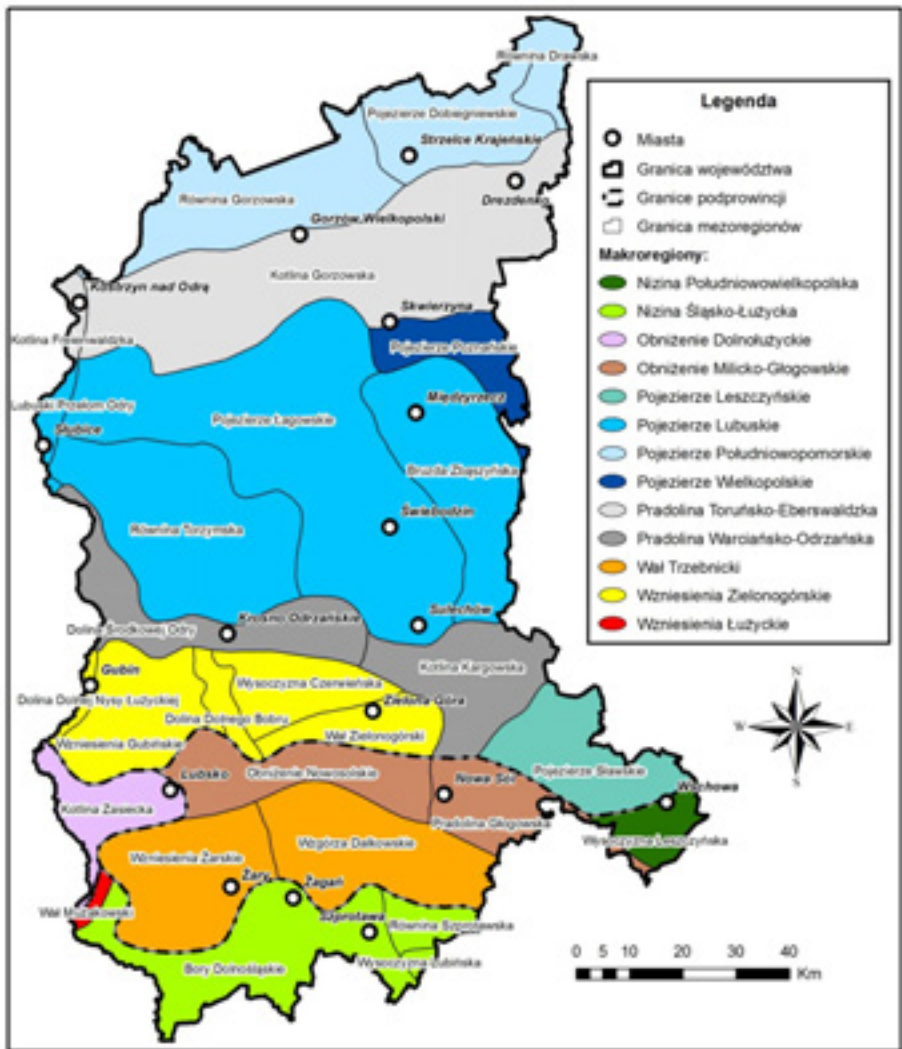 Równina Drawska
Pojezierze Dobiegniewskie
Strzelce Krajeńskie
Drezdenko
Równina Gorzowska
Gorzów Wielkopolski
Kotlina Gorzowska
Kostrzyn nad Odrą
Skwierzyna
Kotlina Freienwaldzka
Pojezierze Poznańskie
Lubuski Przełom Odry
Międzyrzecz
Pojezierze Łagowskie
Słubice
Bruzda Zbąszyńska
Równina Torzymska
Świebodzin
Sulechów
Krosno Odrzańskie
Dolina Środkowej Odry
Kotlina Kargowska
Gubin
Wysoczyzna Czerwieńska
Dolina Dolnej Nysy Łużyckiej
Zielona Góra
Dolina Dolnego Bobru
Wał Zielonogórski
Wzniesienia Gubińskie
Pojezierze Sławskie
Lubsko
Obniżenie Nowosolskie
Nowa Sól
Wschowa
Kotlina Zasiecka
Pradolina Głogowska
Wysoczyzna Leszczyńska
Wzgórza Dalkowskie
Wzniesienia Żarskie
Żary
Żagań
Wał Mużakowski
Szprotawa
Równina Szprotawska
Wysoczyzna Lubińska
Bory Dolnośląskie
Legenda
Miasta
Granica województwa
Granice podprowincji
Granica mezoregionów
Makroregiony:
Nizina Południowowielkopolska
Nizina Śląsko-Łużycka
Obniżenie Dolnołużyckie
Obniżenie Milicko-Głogowskie
Pojezierze Leszczyńskie
Pojezierze Lubuskie
Pojezierze Południowopomorskie
Pojezierze Wielkopolskie
Pradolina Toruńsko-Eberswaldzka
Pradolina Warciańsko-Odrzańska
Wał Trzebnicki
Wzniesienia Zielonogórskie
Wzniesienia Łużyckie
N
W E
S
0 5 10 20 30 40
Km